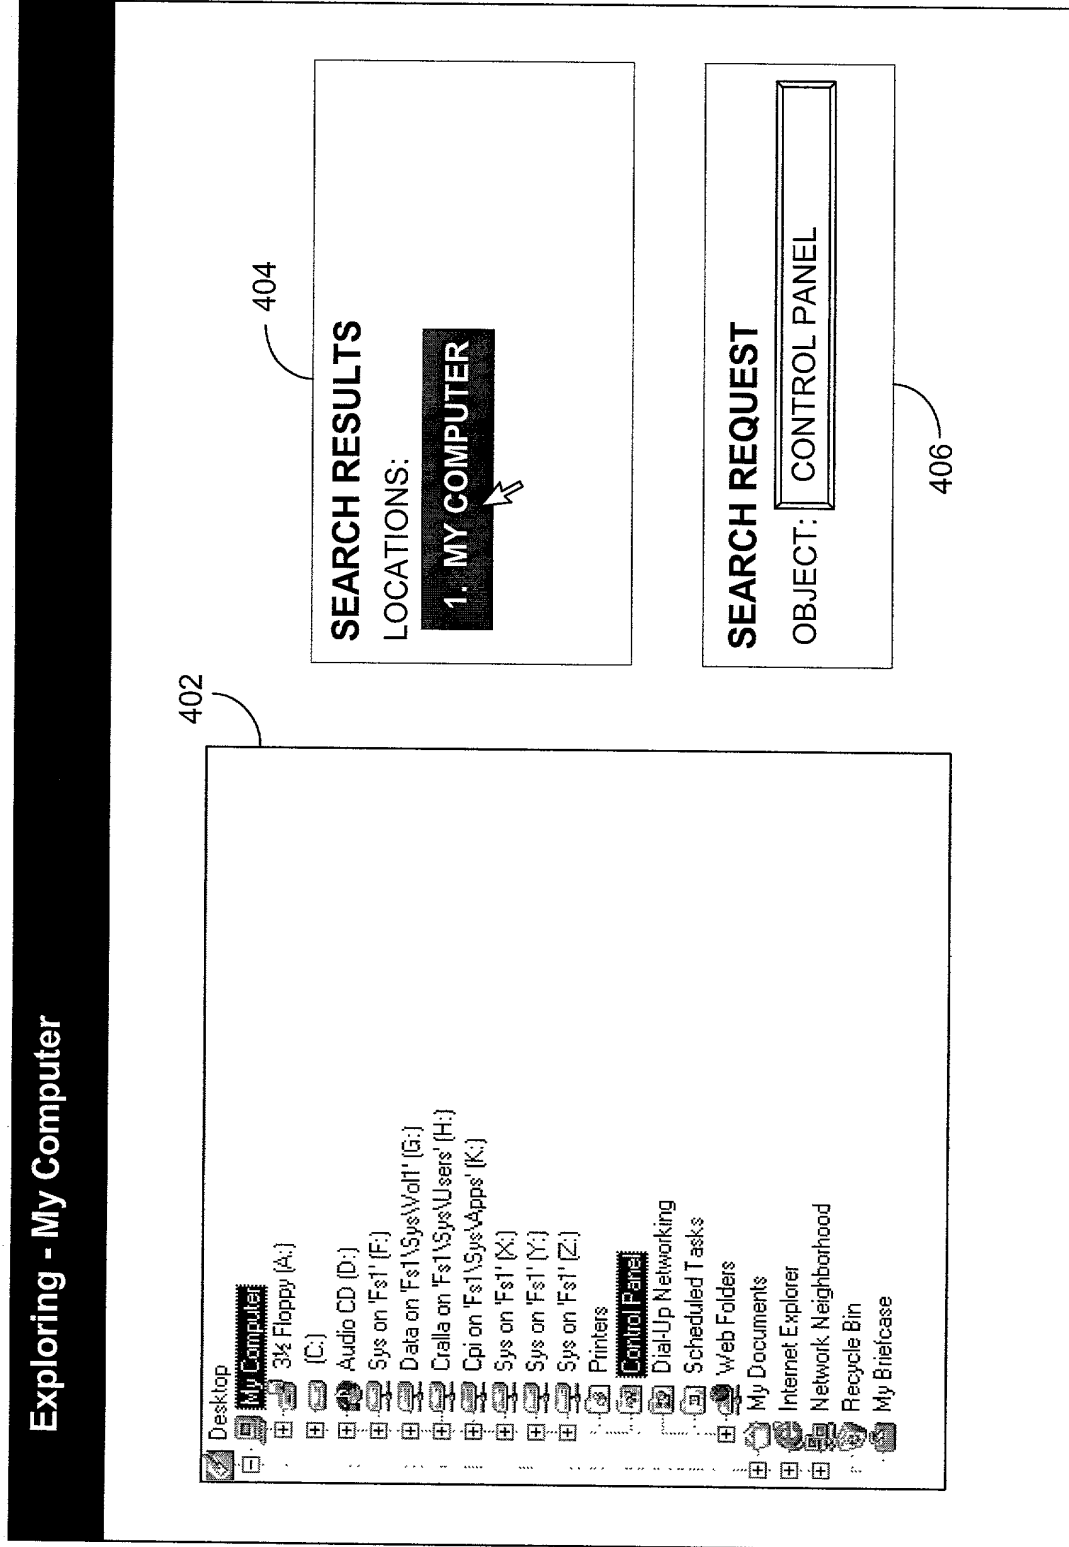 Exploring - My Computer
402
Desktop
My Computer
3½ Floppy (A:)
(C:)
Audio CD (D:)
Sys on 'Fs1' (F:)
Data on 'Fs1\Sys\Vol1' (G:)
Cralla on 'Fs1\Sys\Users' (H:)
Cpi on 'Fs1\Sys\Apps' (K:)
Sys on 'Fs1' (X:)
Sys on 'Fs1' (Y:)
Sys on 'Fs1' (Z:)
Printers
Control Panel
Dial-Up Networking
Scheduled Tasks
Web Folders
My Documents
Internet Explorer
Network Neighborhood
Recycle Bin
My Briefcase
404
SEARCH RESULTS
LOCATIONS:
1. MY COMPUTER
SEARCH REQUEST
OBJECT: CONTROL PANEL
406